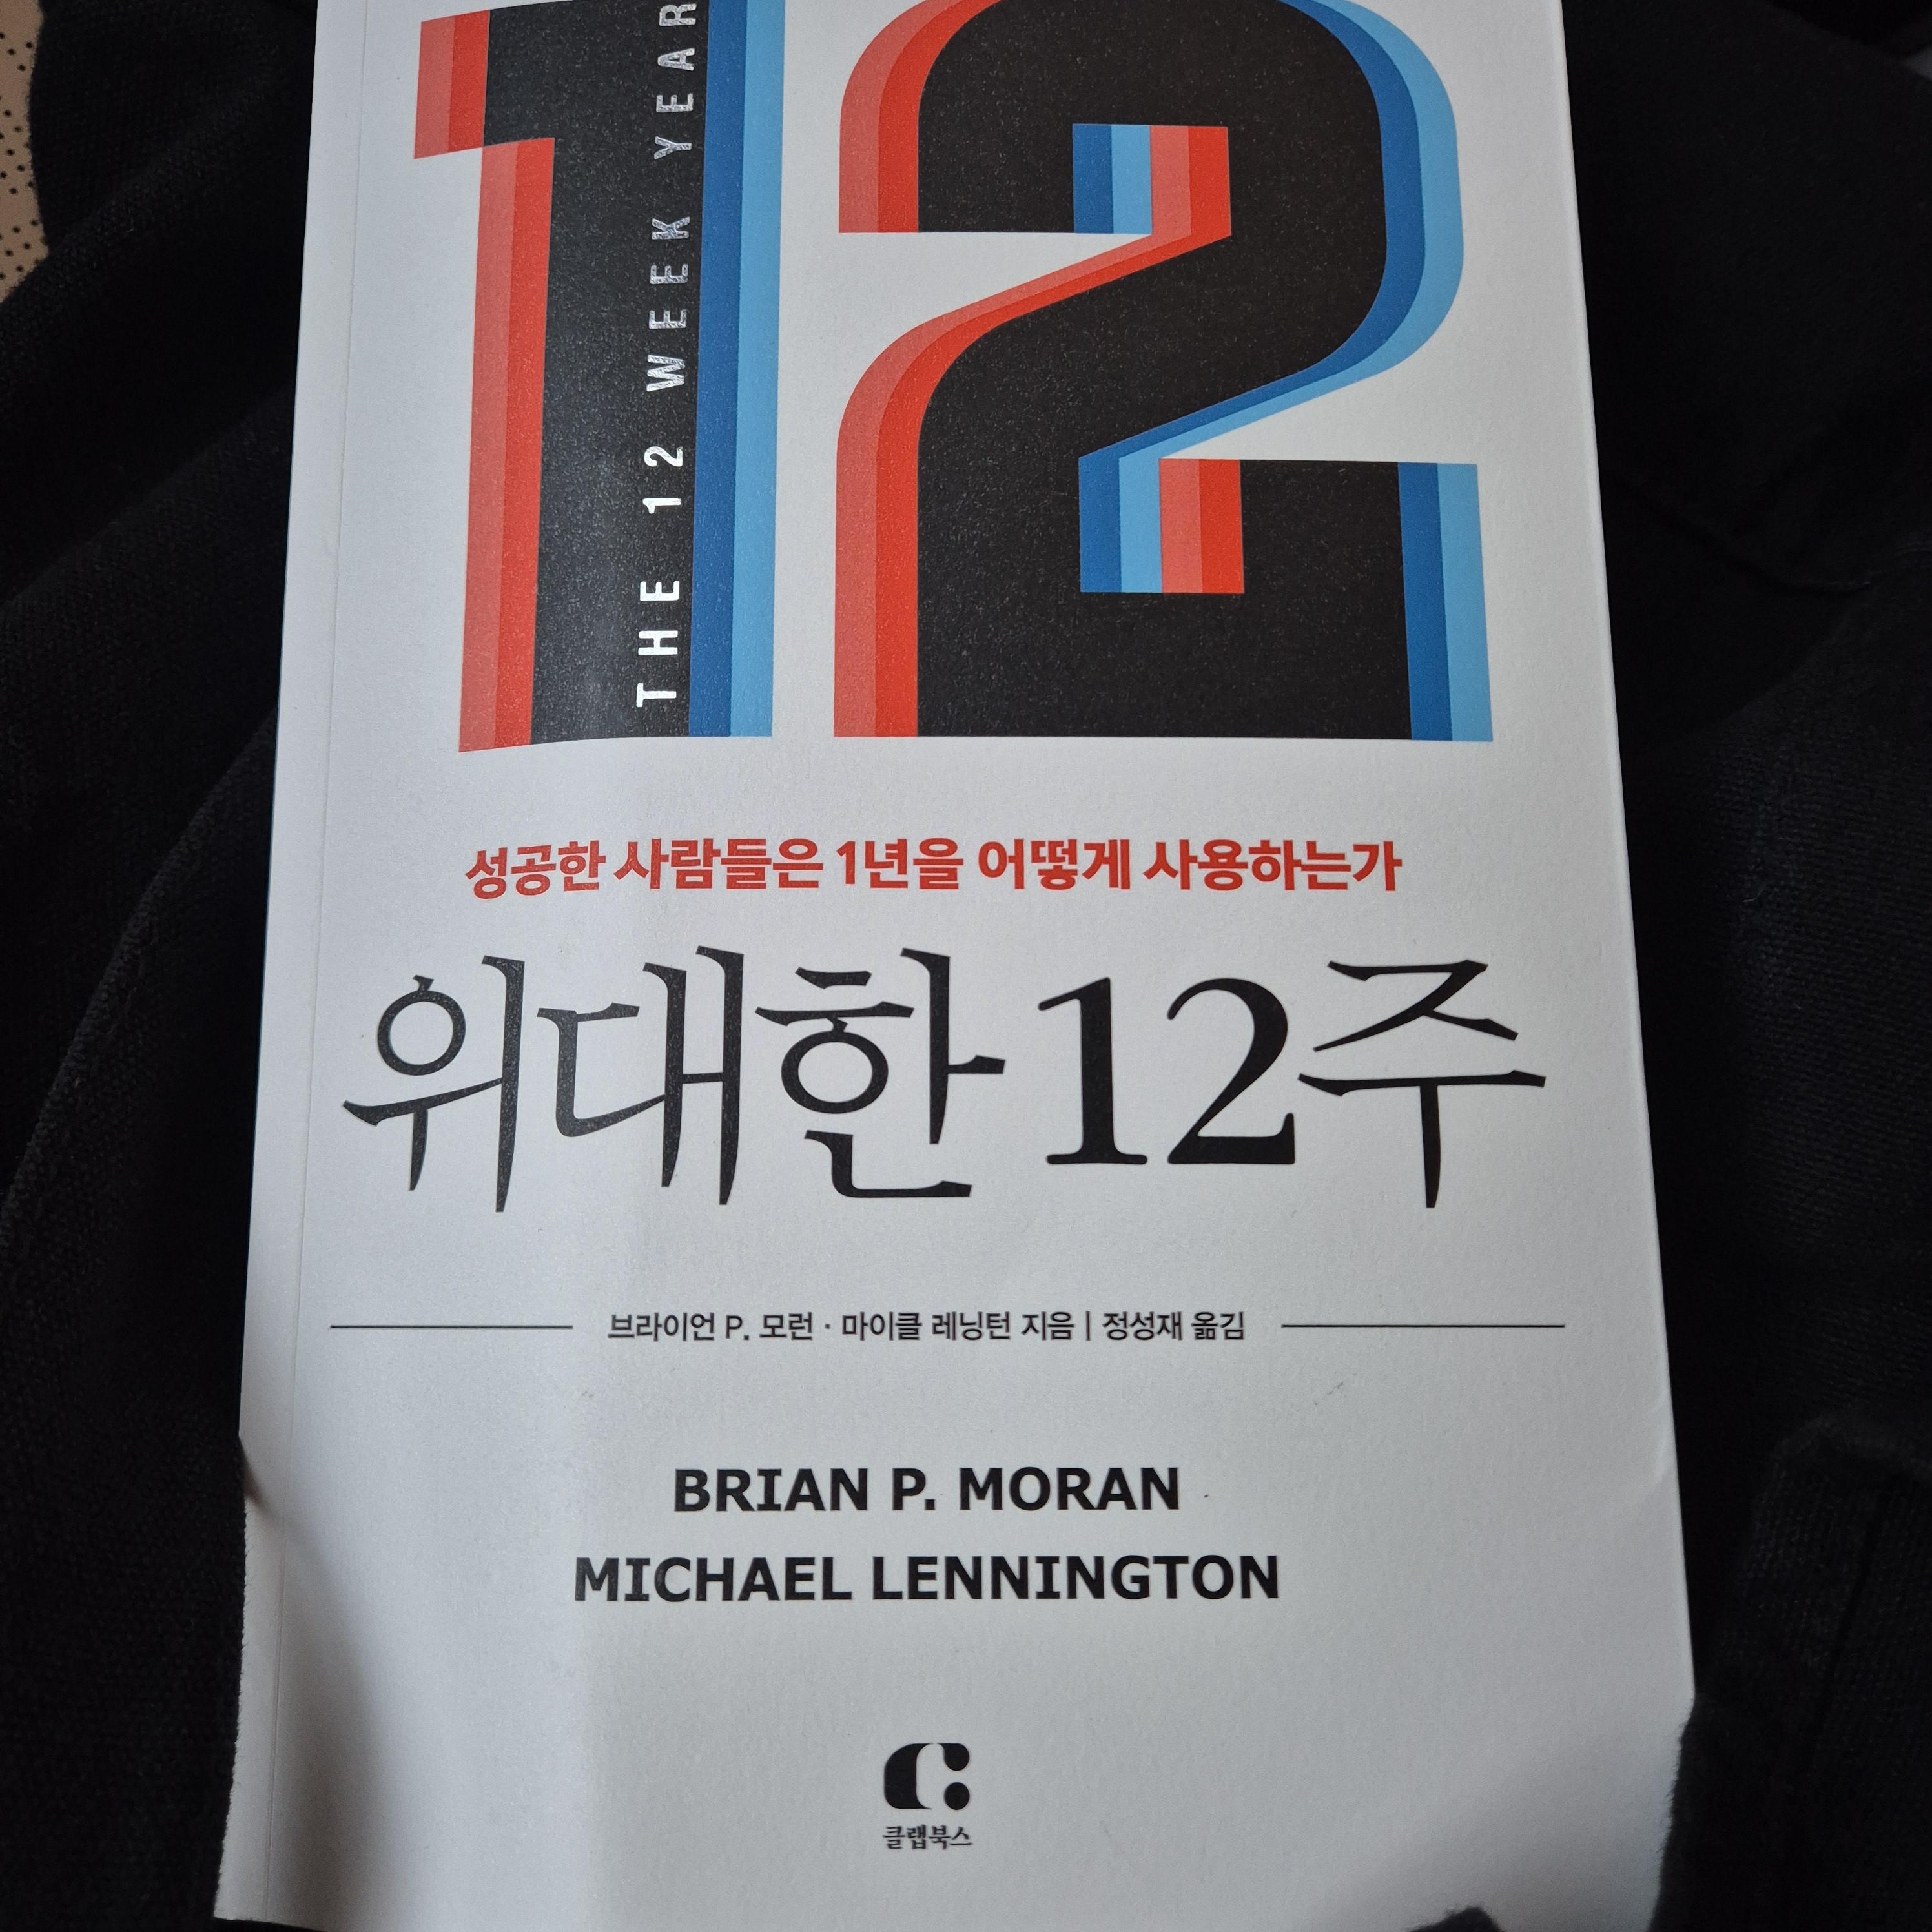 12
THE 12 WEEK YEAR
성공한 사람들은 1년을 어떻게 사용하는가
위대한 12주
브라이언 P. 모런 · 마이클 레닝턴 지음 | 정성재 옮김
BRIAN P. MORAN
MICHAEL LENNINGTON
클랩북스